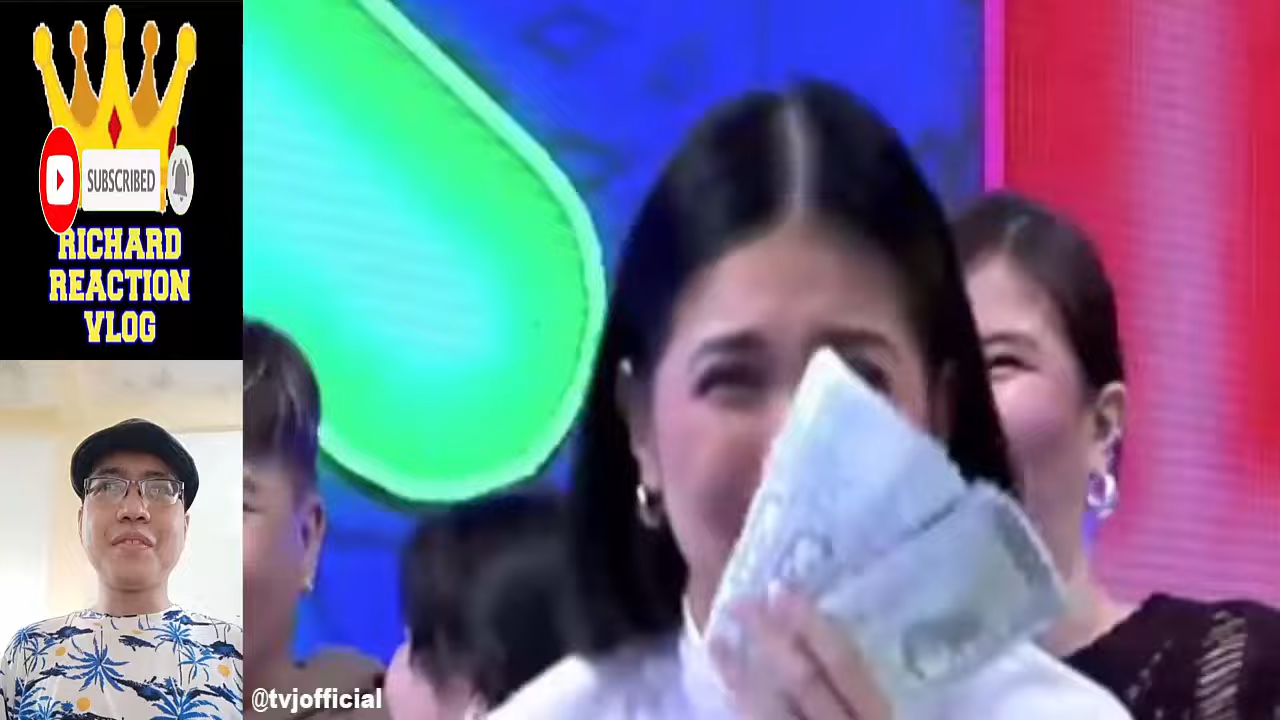 SUBSCRIBED
RICHARD
REACTION
VLOG
@tvjofficial